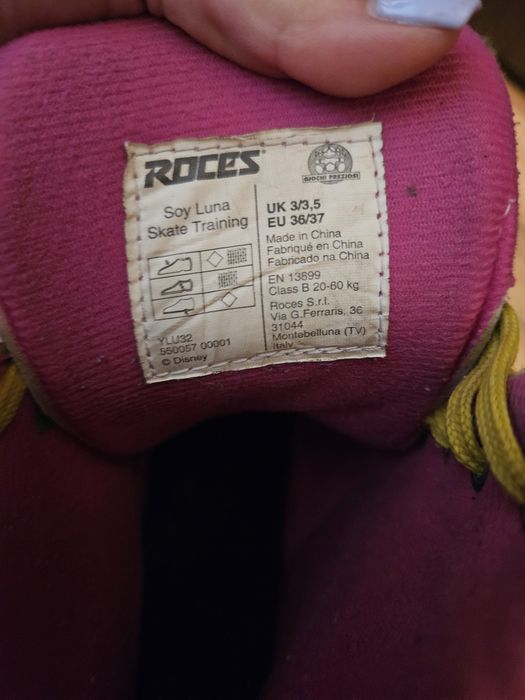 ROCES
GIOCHI PREZIOSI
Soy Luna
Skate Training
UK 3/3,5
EU 36/37
Made in China
Fabriqué en China
Fabricado na China
EN 13899
Class B 20-60 kg
Roces S.r.l.
Via G.Ferraris, 36
31044
Montebelluna (TV)
Italy
YLU32
550057 00001
© Disney